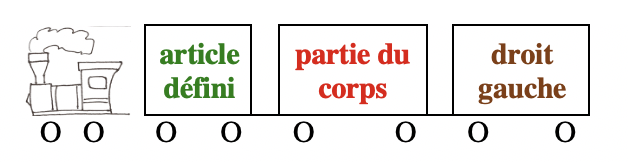 article
défini
partie du
corps
droit
gauche
O O O O O O O O